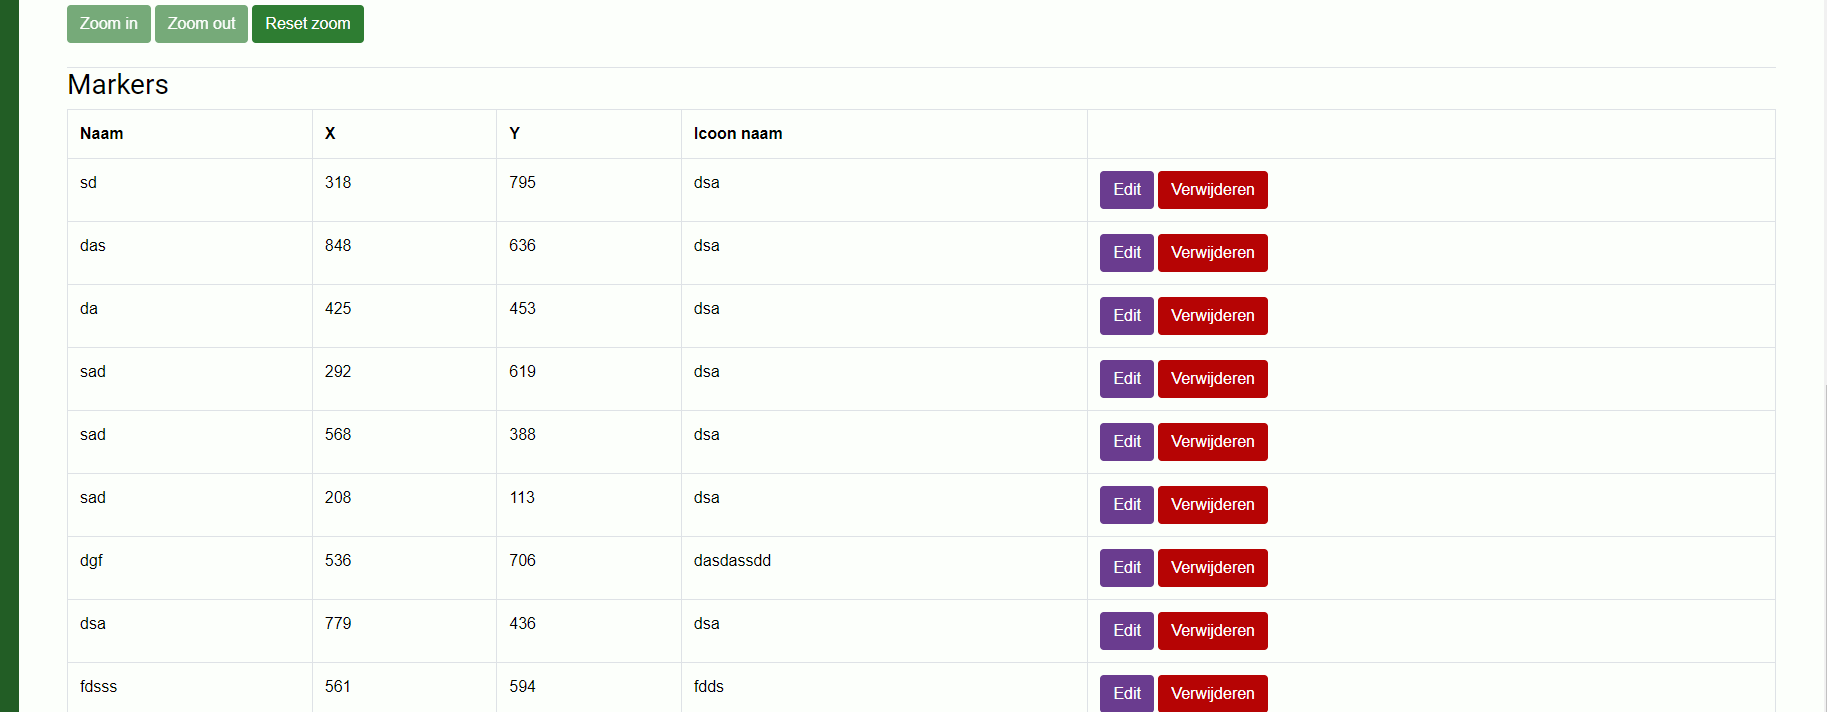 Zoom in Zoom out Reset zoom
Markers
Naam X Y Icoon naam
sd 318 795 dsa Edit Verwijderen
das 848 636 dsa Edit Verwijderen
da 425 453 dsa Edit Verwijderen
sad 292 619 dsa Edit Verwijderen
sad 568 388 dsa Edit Verwijderen
sad 208 113 dsa Edit Verwijderen
dgf 536 706 dasdassdd Edit Verwijderen
dsa 779 436 dsa Edit Verwijderen
fdsss 561 594 fdds Edit Verwijderen